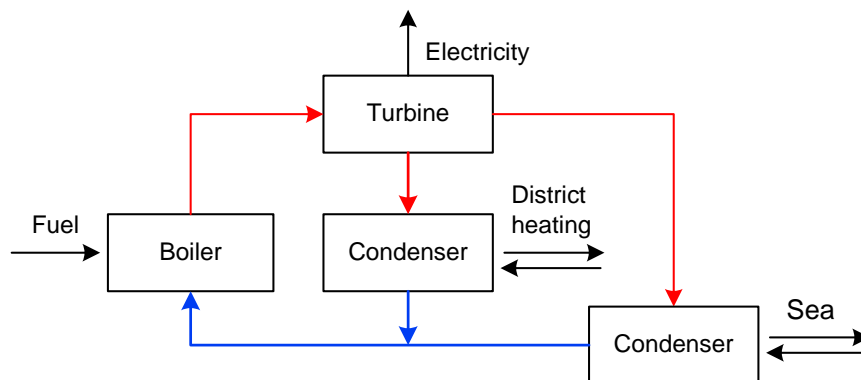 Electricity
Turbine
District
heating
Fuel
Boiler
Condenser
Sea
Condenser